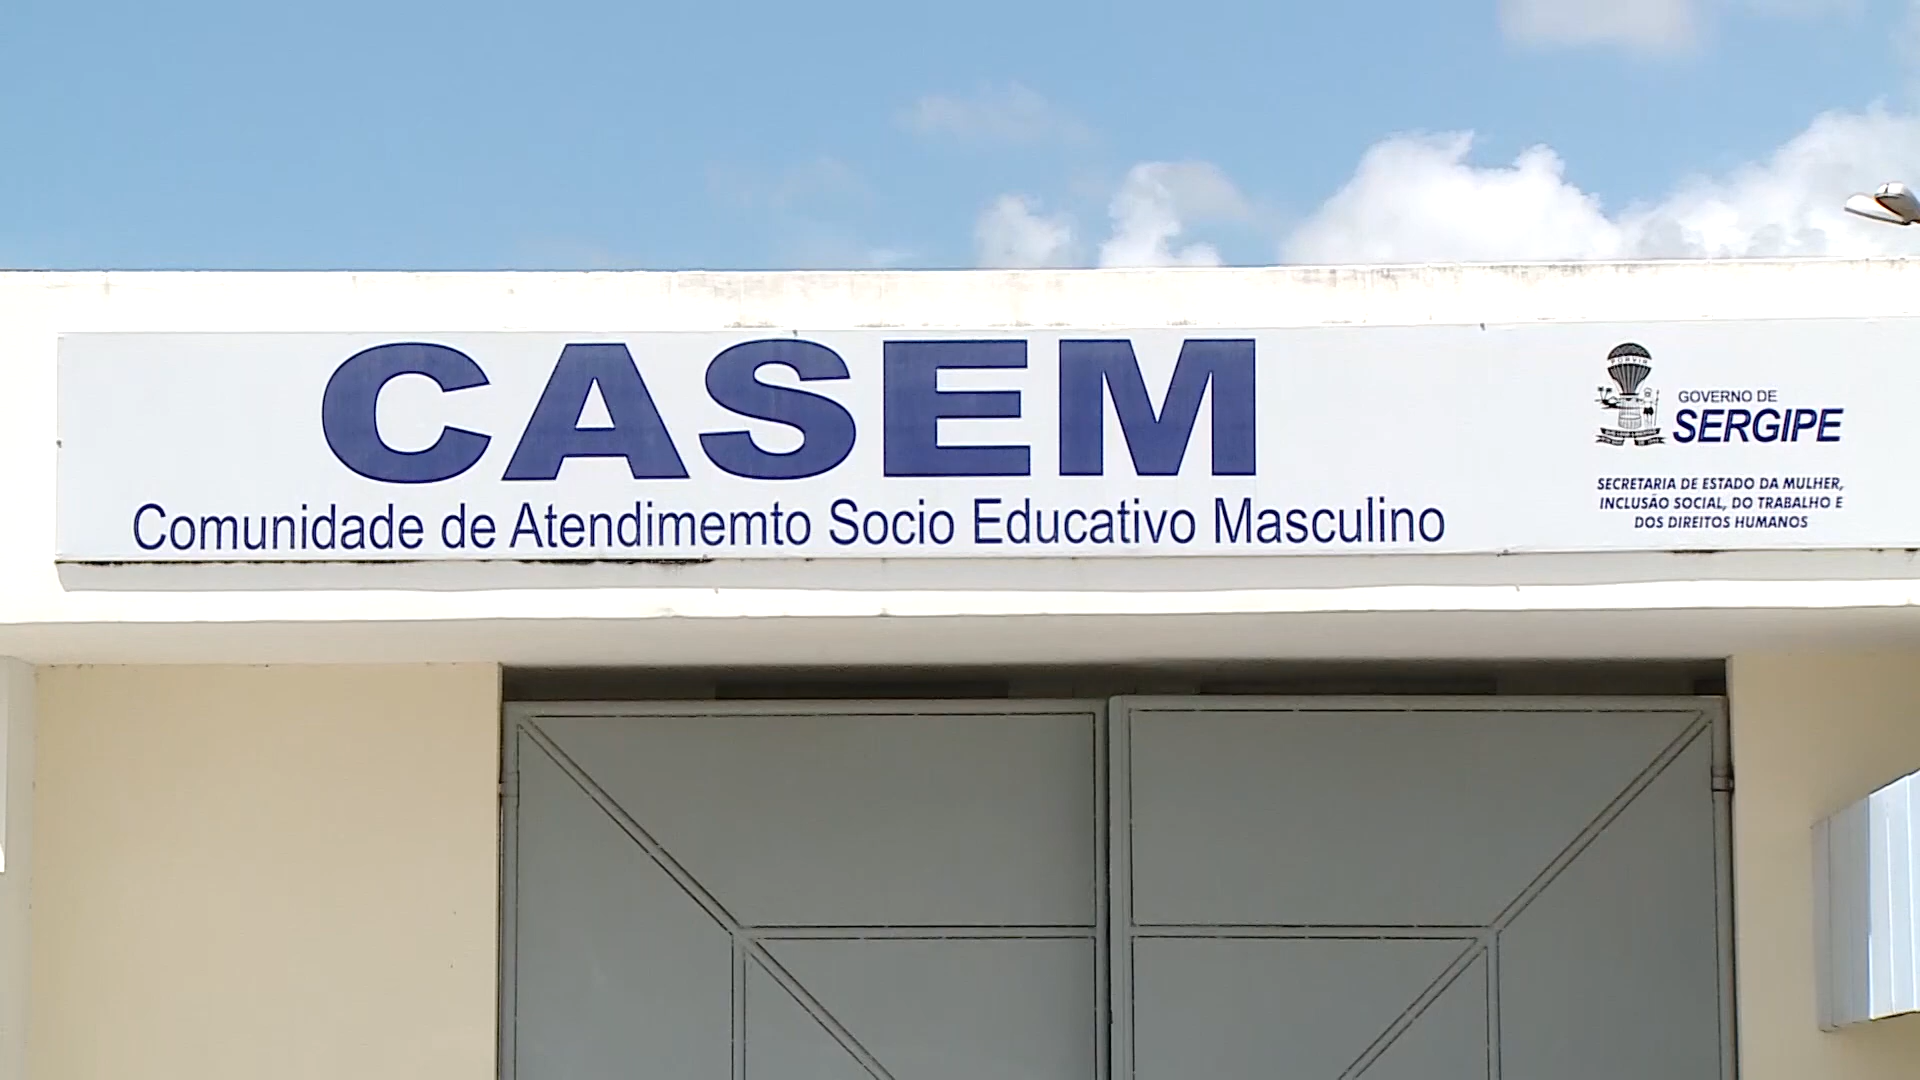 CASEM
Comunidade de Atendimemto Socio Educativo Masculino
GOVERNO DE
SERGIPE
SECRETARIA DE ESTADO DA MULHER,
INCLUSÃO SOCIAL, DO TRABALHO E
DOS DIREITOS HUMANOS